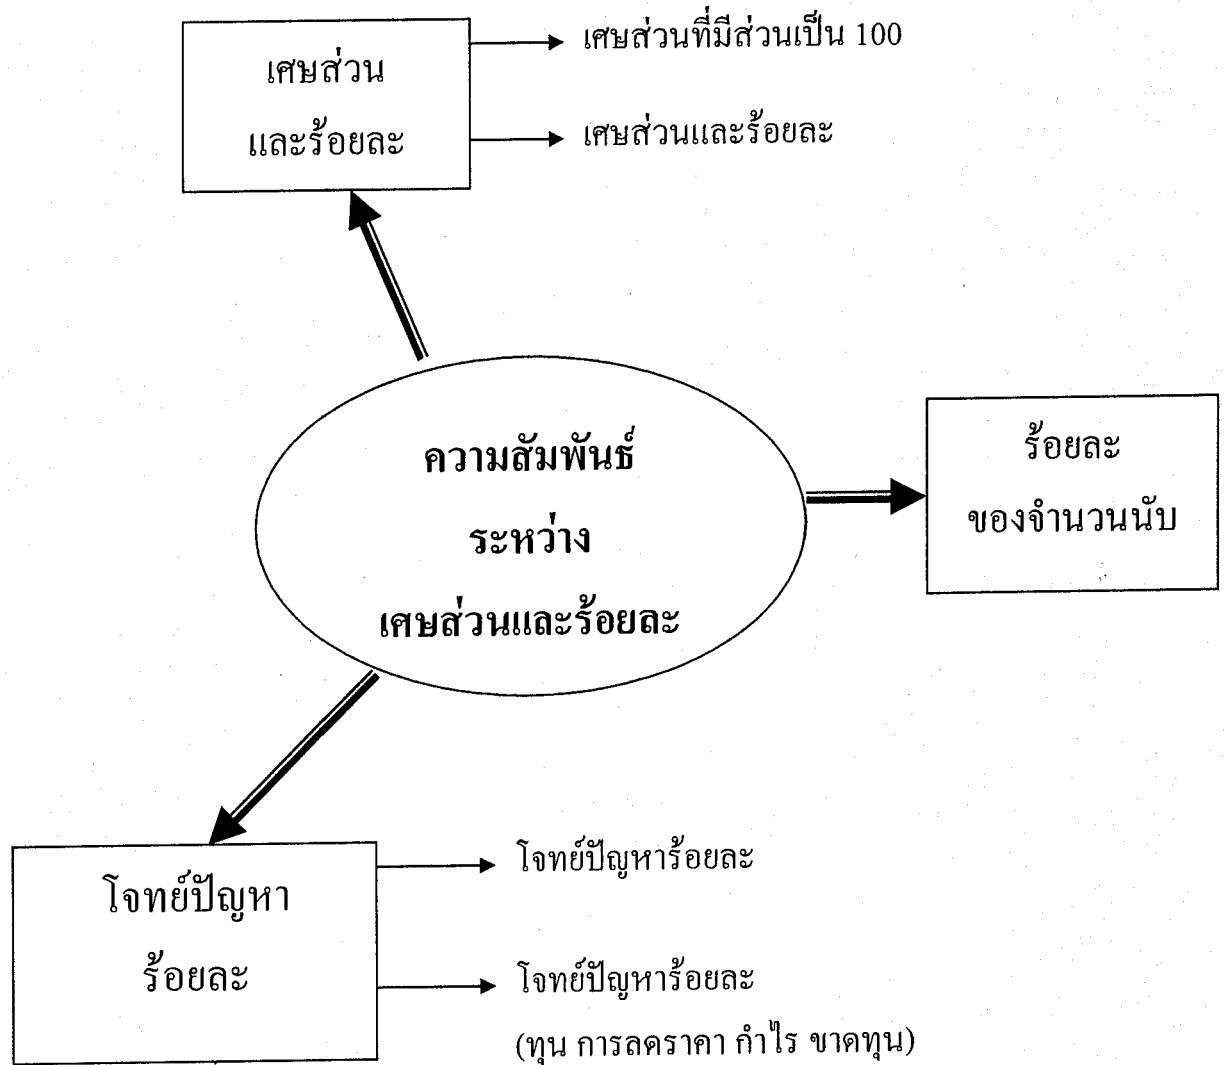 เศษส่วน
และร้อยละ
เศษส่วนที่มีส่วนเป็น 100
เศษส่วนและร้อยละ
ความสัมพันธ์
ระหว่าง
เศษส่วนและร้อยละ
ร้อยละ
ของจำนวนนับ
โจทย์ปัญหา
ร้อยละ
โจทย์ปัญหาร้อยละ
โจทย์ปัญหาร้อยละ
(ทุน การลดราคา กำไร ขาดทุน)